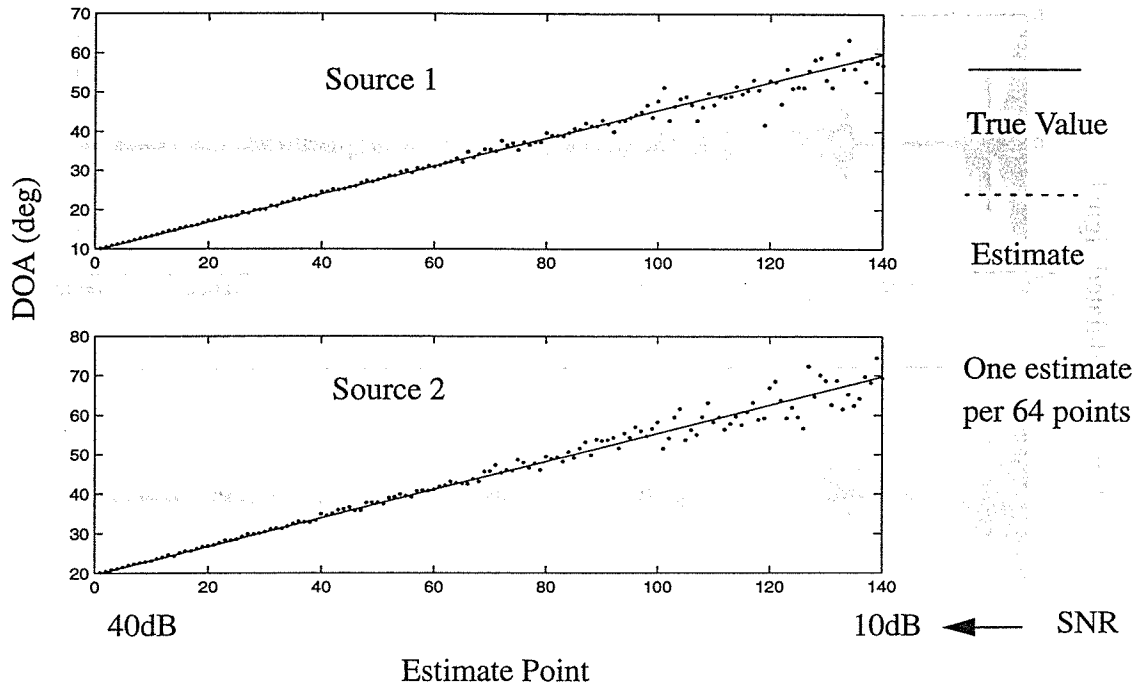 70
60
50
40
30
20
10
Source 1
0 20 40 60 80 100 120 140
DOA (deg)
True Value
Estimate
80
70
60
50
40
30
20
Source 2
0 20 40 60 80 100 120 140
One estimate
per 64 points
40dB
10dB
SNR
Estimate Point